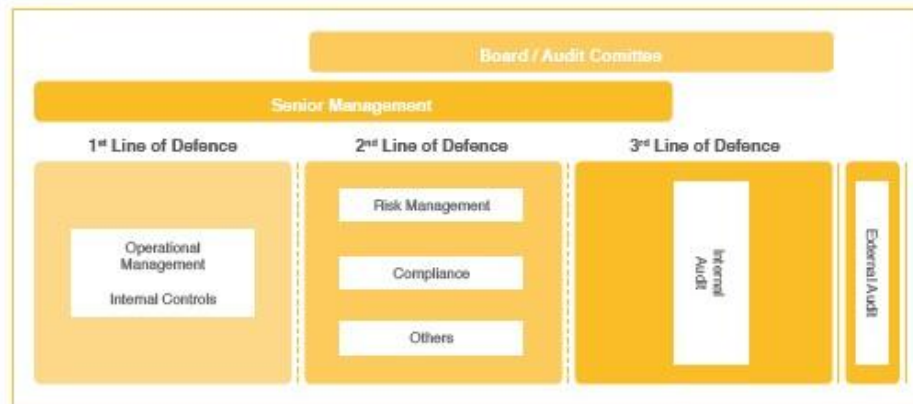 Board / Audit Comittee
Senior Management
1st Line of Defence
2nd Line of Defence
3rd Line of Defence
Operational
Management
Internal Controls
Risk Management
Compliance
Others
Internal
Audit
External Audit